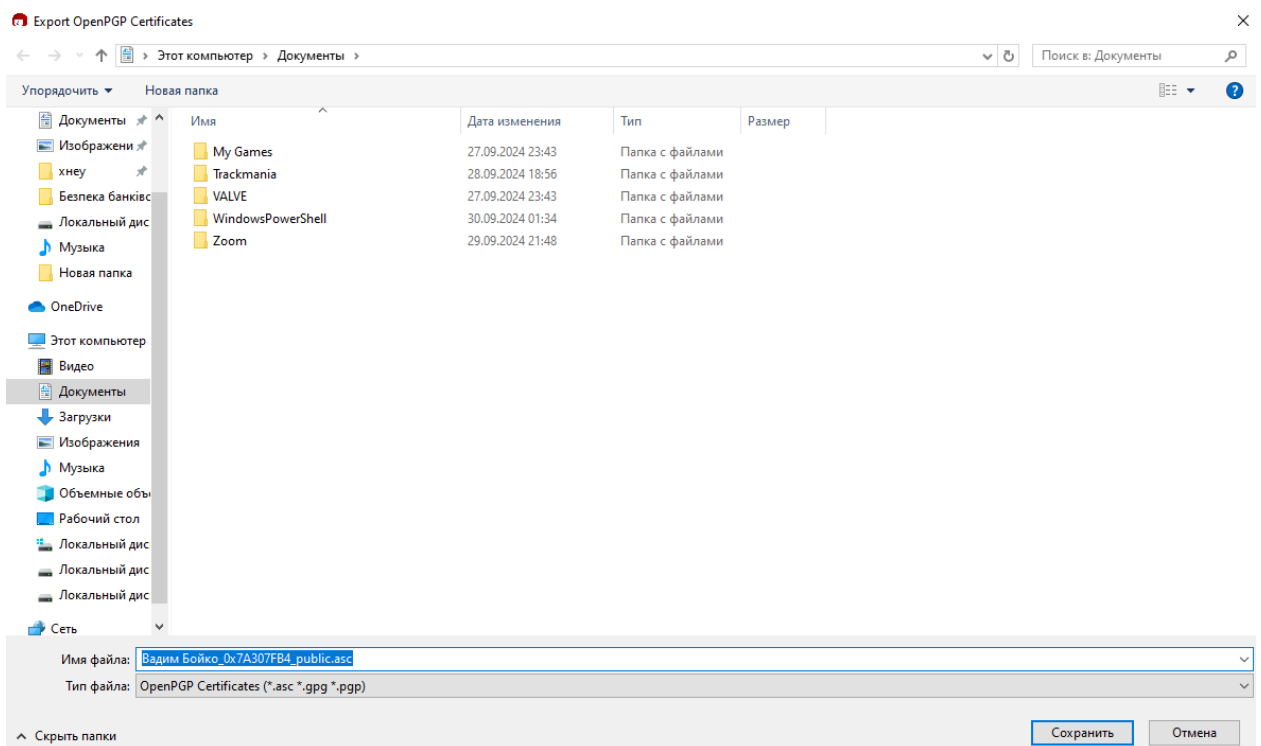 Export OpenPGP Certificates
Этот компьютер › Документы ›
Поиск в: Документы
Упорядочить
Новая папка
Имя
Дата изменения
Тип
Размер
My Games 27.09.2024 23:43 Папка с файлами
Trackmania 28.09.2024 18:56 Папка с файлами
VALVE 27.09.2024 23:43 Папка с файлами
WindowsPowerShell 30.09.2024 01:34 Папка с файлами
Zoom 29.09.2024 21:48 Папка с файлами
Документы
Изображени
хнеу
Безпека банківс
Локальный дис
Музыка
Новая папка
OneDrive
Этот компьютер
Видео
Документы
Загрузки
Изображения
Музыка
Объемные объ
Рабочий стол
Локальный дис
Локальный дис
Локальный дис
Сеть
Имя файла: Вадим Бойко_0x7A307FB4_public.asc
Тип файла: OpenPGP Certificates (*.asc *.gpg *.pgp)
Скрыть папки
Сохранить
Отмена